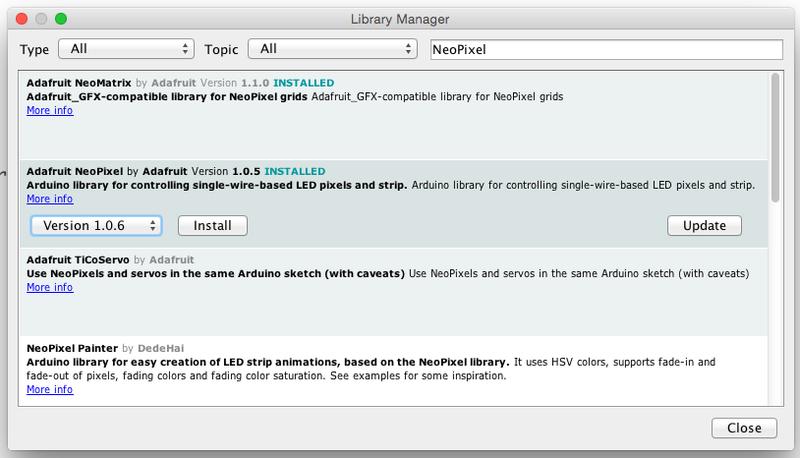 Library Manager
Type All Topic All NeoPixel
Adafruit NeoMatrix by Adafruit Version 1.1.0 INSTALLED
Adafruit_GFX-compatible library for NeoPixel grids Adafruit_GFX-compatible library for NeoPixel grids
More info
Adafruit NeoPixel by Adafruit Version 1.0.5 INSTALLED
Arduino library for controlling single-wire-based LED pixels and strip. Arduino library for controlling single-wire-based LED pixels and strip.
More info
Version 1.0.6 Install Update
Adafruit TiCoServo by Adafruit
Use NeoPixels and servos in the same Arduino sketch (with caveats) Use NeoPixels and servos in the same Arduino sketch (with caveats)
More info
NeoPixel Painter by DedeHai
Arduino library for easy creation of LED strip animations, based on the NeoPixel library. It uses HSV colors, supports fade-in and
fade-out of pixels, fading colors and fading color saturation. See examples for some inspiration.
More info
Close